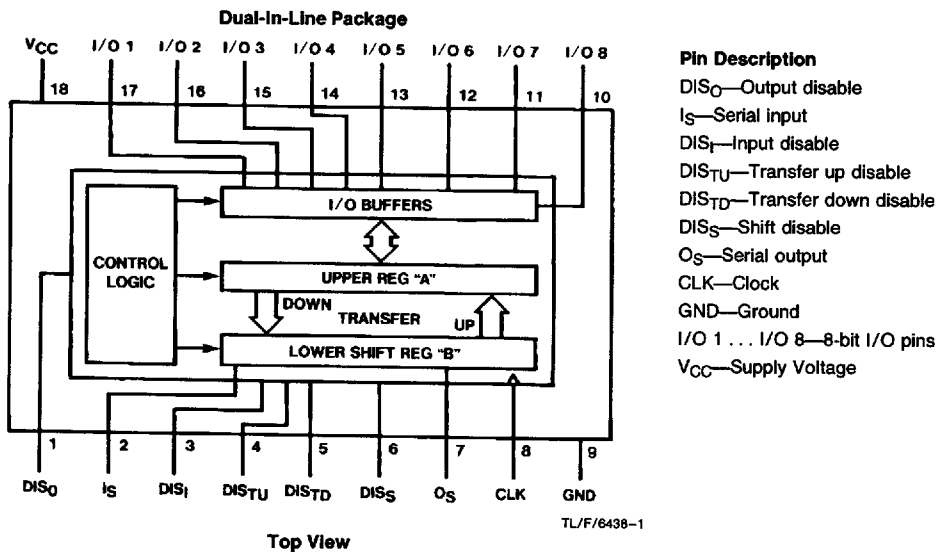 Dual-In-Line Package
VCC I/O 1 I/O 2 I/O 3 I/O 4 I/O 5 I/O 6 I/O 7 I/O 8
18 17 16 15 14 13 12 11 10
I/O BUFFERS
CONTROL
LOGIC
UPPER REG "A"
DOWN
TRANSFER
UP
LOWER SHIFT REG "B"
1 2 3 4 5 6 7 8 9
DISO IS DISI DISTU DISTD DISS OS CLK GND
TL/F/6438-1
Top View
Pin Description
DISO—Output disable
IS—Serial input
DISI—Input disable
DISTU—Transfer up disable
DISTD—Transfer down disable
DISS—Shift disable
OS—Serial output
CLK—Clock
GND—Ground
I/O 1 . . . I/O 8—8-bit I/O pins
VCC—Supply Voltage